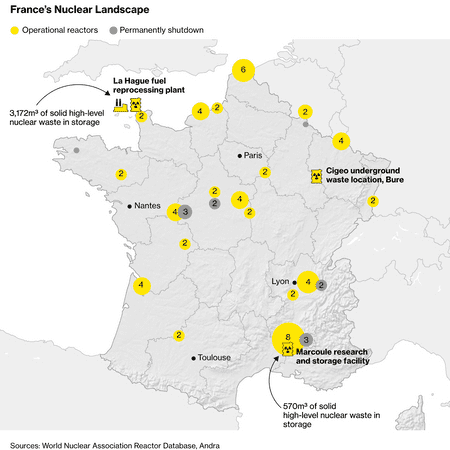 France's Nuclear Landscape
Operational reactors
Permanently shutdown
6
La Hague fuel
reprocessing plant
3,172m³ of solid high-level
nuclear waste in storage
2
4
2
2
4
Paris
2
Cigeo underground
waste location, Bure
2
2
2
4
2
2
Nantes
4
3
2
2
4
Lyon
4
2
2
2
8
3
Marcoule research
and storage facility
Toulouse
570m³ of solid
high-level nuclear waste in
storage
Sources: World Nuclear Association Reactor Database, Andra